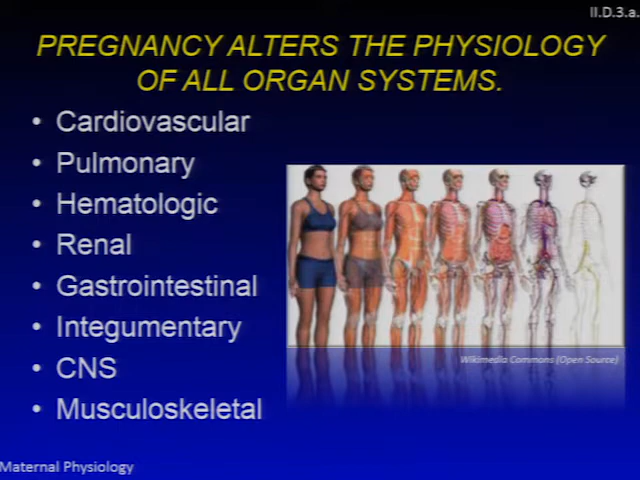 II.D.3.a.
PREGNANCY ALTERS THE PHYSIOLOGY
OF ALL ORGAN SYSTEMS.
• Cardiovascular
• Pulmonary
• Hematologic
• Renal
• Gastrointestinal
• Integumentary
• CNS
• Musculoskeletal
Wikimedia Commons (Open Source)
Maternal Physiology